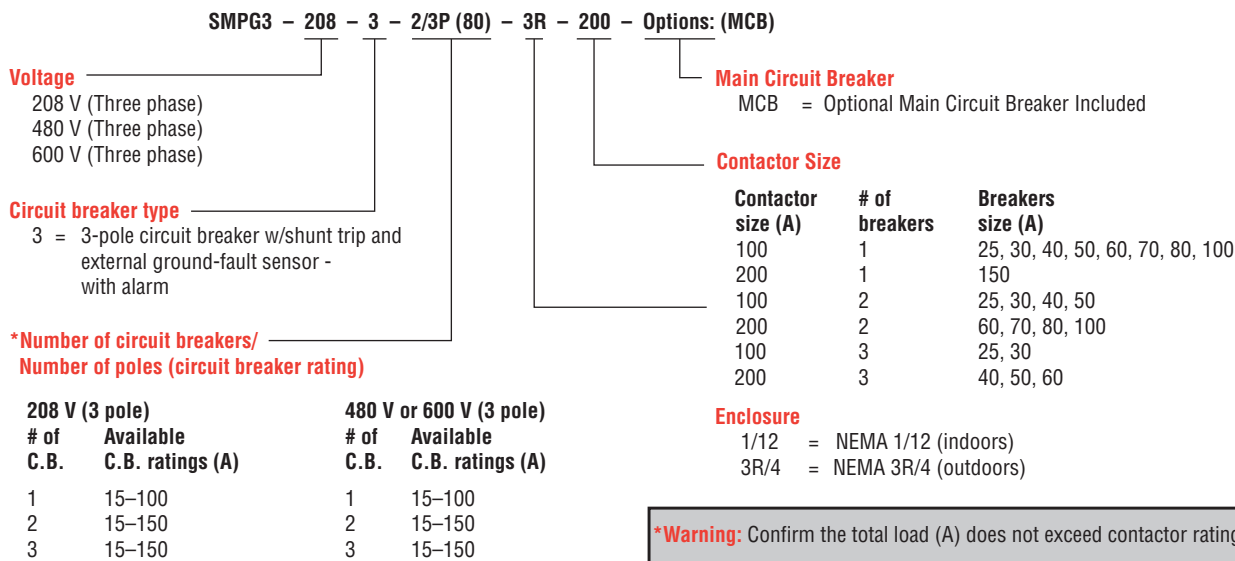 SMPG3 – 208 – 3 – 2/3P (80) – 3R – 200 – Options: (MCB)
Voltage
208 V (Three phase)
480 V (Three phase)
600 V (Three phase)
Circuit breaker type
3 = 3-pole circuit breaker w/shunt trip and
external ground-fault sensor -
with alarm
*Number of circuit breakers/
Number of poles (circuit breaker rating)
208 V (3 pole)
# of Available
C.B. C.B. ratings (A)
1 15–100
2 15–150
3 15–150
480 V or 600 V (3 pole)
# of Available
C.B. C.B. ratings (A)
1 15–100
2 15–150
3 15–150
Main Circuit Breaker
MCB = Optional Main Circuit Breaker Included
Contactor Size
Contactor # of Breakers
size (A) breakers size (A)
100 1 25, 30, 40, 50, 60, 70, 80, 100
200 1 150
100 2 25, 30, 40, 50
200 2 60, 70, 80, 100
100 3 25, 30
200 3 40, 50, 60
Enclosure
1/12 = NEMA 1/12 (indoors)
3R/4 = NEMA 3R/4 (outdoors)
*Warning: Confirm the total load (A) does not exceed contactor rating